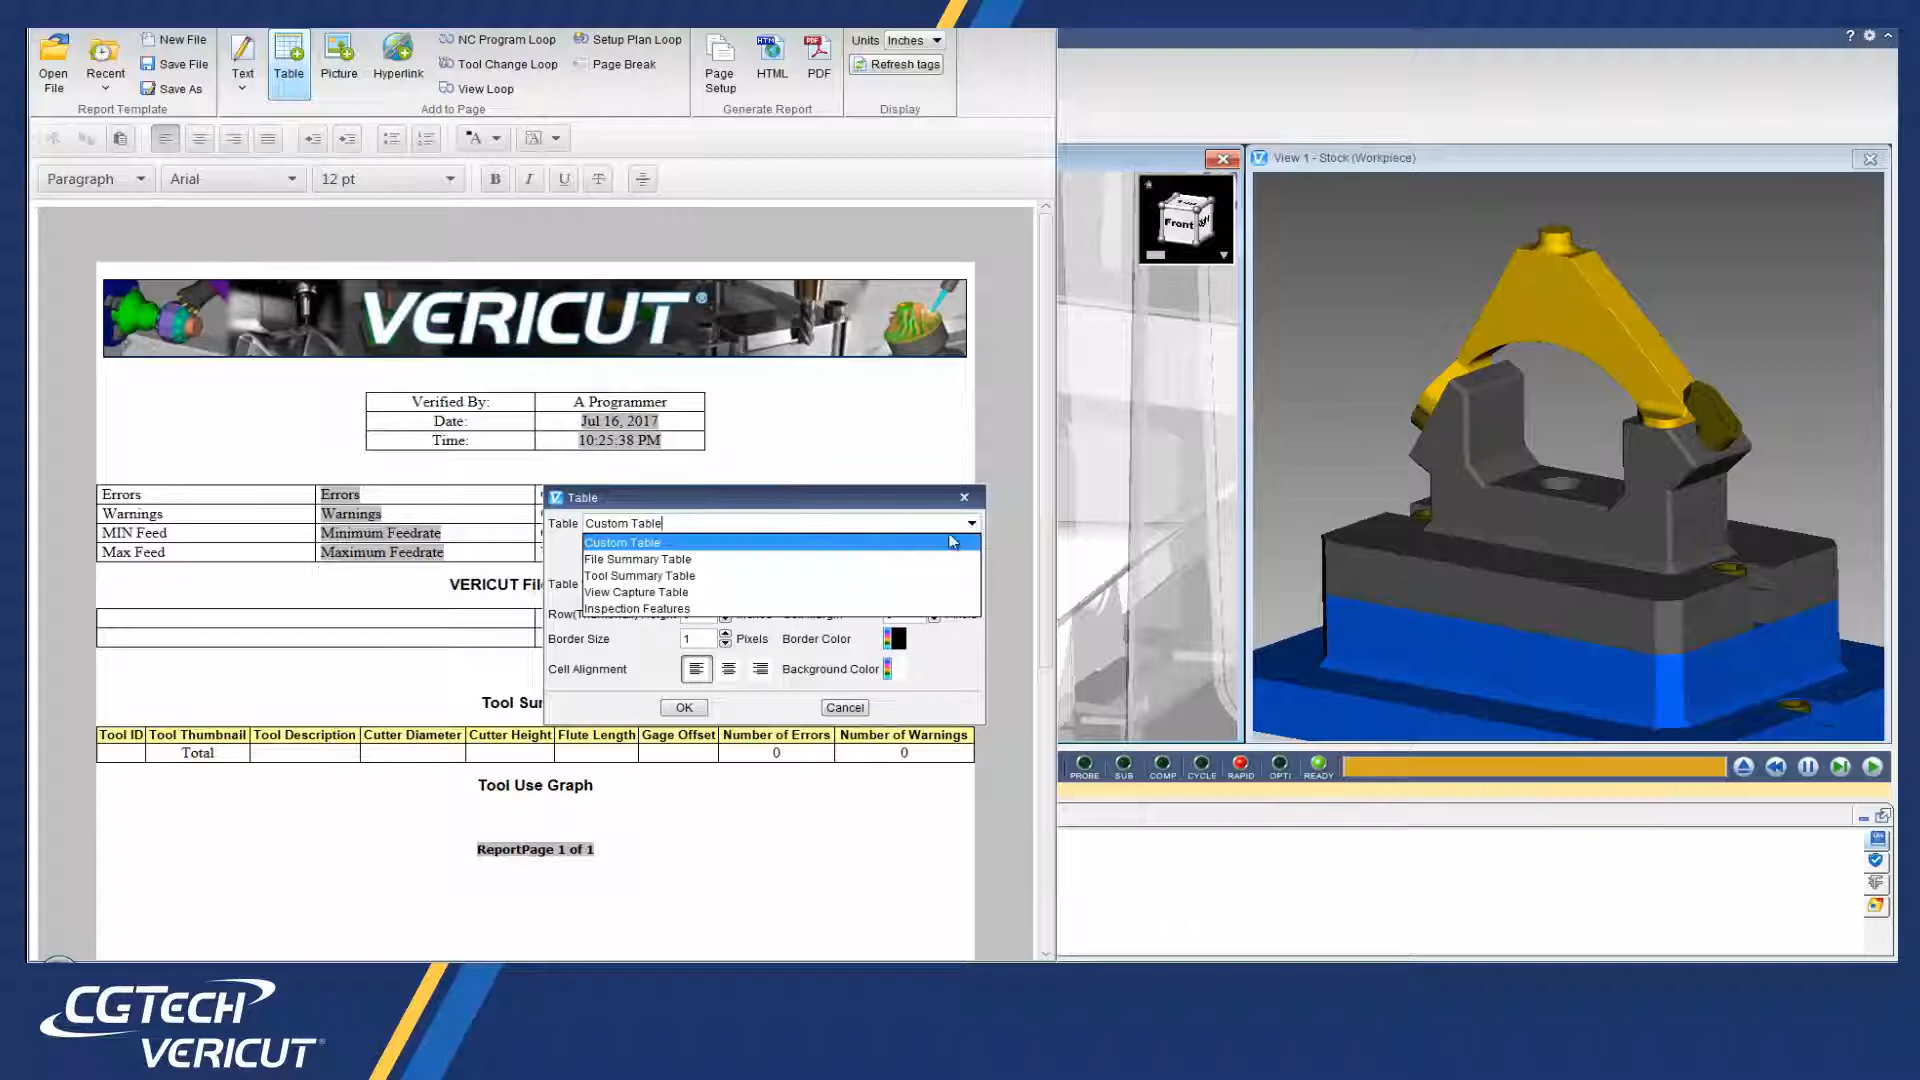 Open File
Recent
New File
Save File
Save As
Report Template
Text
Table
Picture
Hyperlink
NC Program Loop
Tool Change Loop
View Loop
Setup Plan Loop
Page Break
Add to Page
Page Setup
HTML
PDF
Generate Report
Units Inches
Refresh tags
Display
Paragraph
Arial
12 pt
B I U T
View 1 - Stock (Workpiece)
Front
VERICUT®
Verified By: A Programmer
Date: Jul 16, 2017
Time: 10:25:38 PM
Errors Errors
Warnings Warnings
MIN Feed Minimum Feedrate
Max Feed Maximum Feedrate
VERICUT Fil
Table
Table Custom Table
Custom Table
File Summary Table
Tool Summary Table
View Capture Table
Inspection Features
Table
Border Size 1 Pixels Border Color
Cell Alignment Background Color
OK Cancel
Tool Sur
Tool ID Tool Thumbnail Tool Description Cutter Diameter Cutter Height Flute Length Gage Offset Number of Errors Number of Warnings
Total 0 0
Tool Use Graph
ReportPage 1 of 1
PROBE SUB COMP CYCLE RAPID OPTI READY
CGTECH
VERICUT®